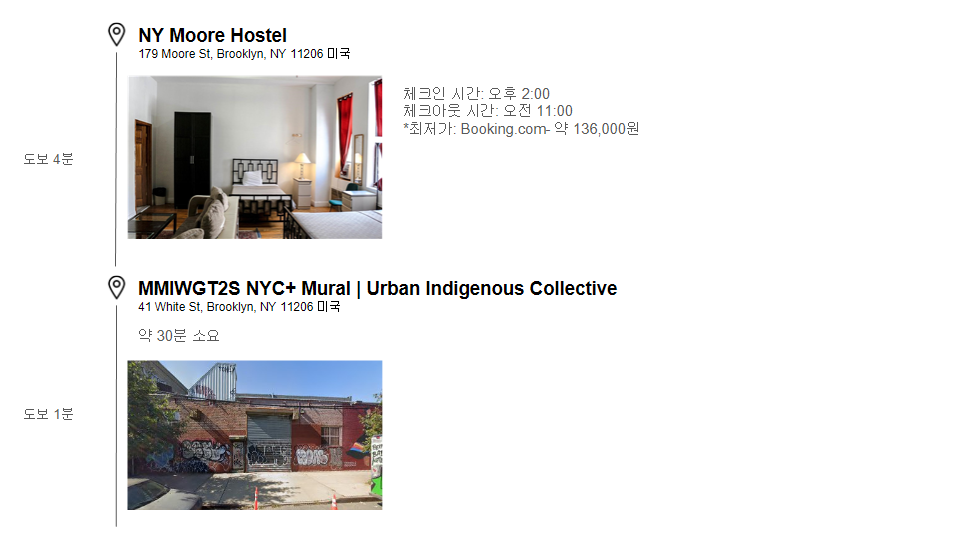 NY Moore Hostel
179 Moore St, Brooklyn, NY 11206 미국
체크인 시간: 오후 2:00
체크아웃 시간: 오전 11:00
*최저가: Booking.com- 약 136,000원
도보 4분
MMIWGT2S NYC+ Mural | Urban Indigenous Collective
41 White St, Brooklyn, NY 11206 미국
약 30분 소요
도보 1분